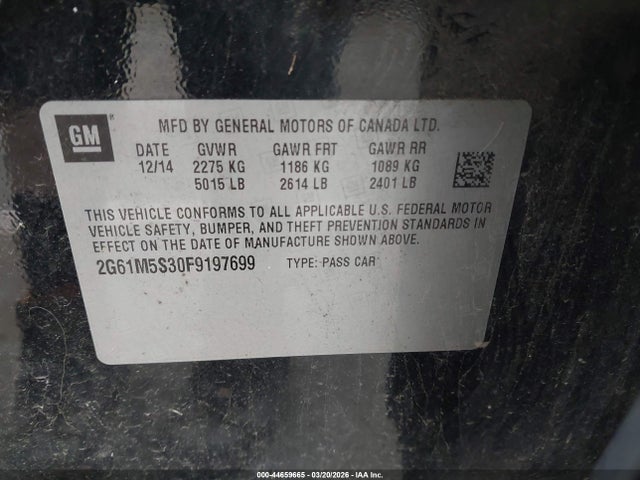 GM ®
MFD BY GENERAL MOTORS OF CANADA LTD.
DATE GVWR GAWR FRT GAWR RR
12/14 2275 KG 1186 KG 1089 KG
5015 LB 2614 LB 2401 LB
THIS VEHICLE CONFORMS TO ALL APPLICABLE U.S. FEDERAL MOTOR
VEHICLE SAFETY, BUMPER, AND THEFT PREVENTION STANDARDS IN
EFFECT ON THE DATE OF MANUFACTURE SHOWN ABOVE.
2G61M5S30F9197699 TYPE: PASS CAR
000-44659665 | 03/20/2026 | IAA Inc.